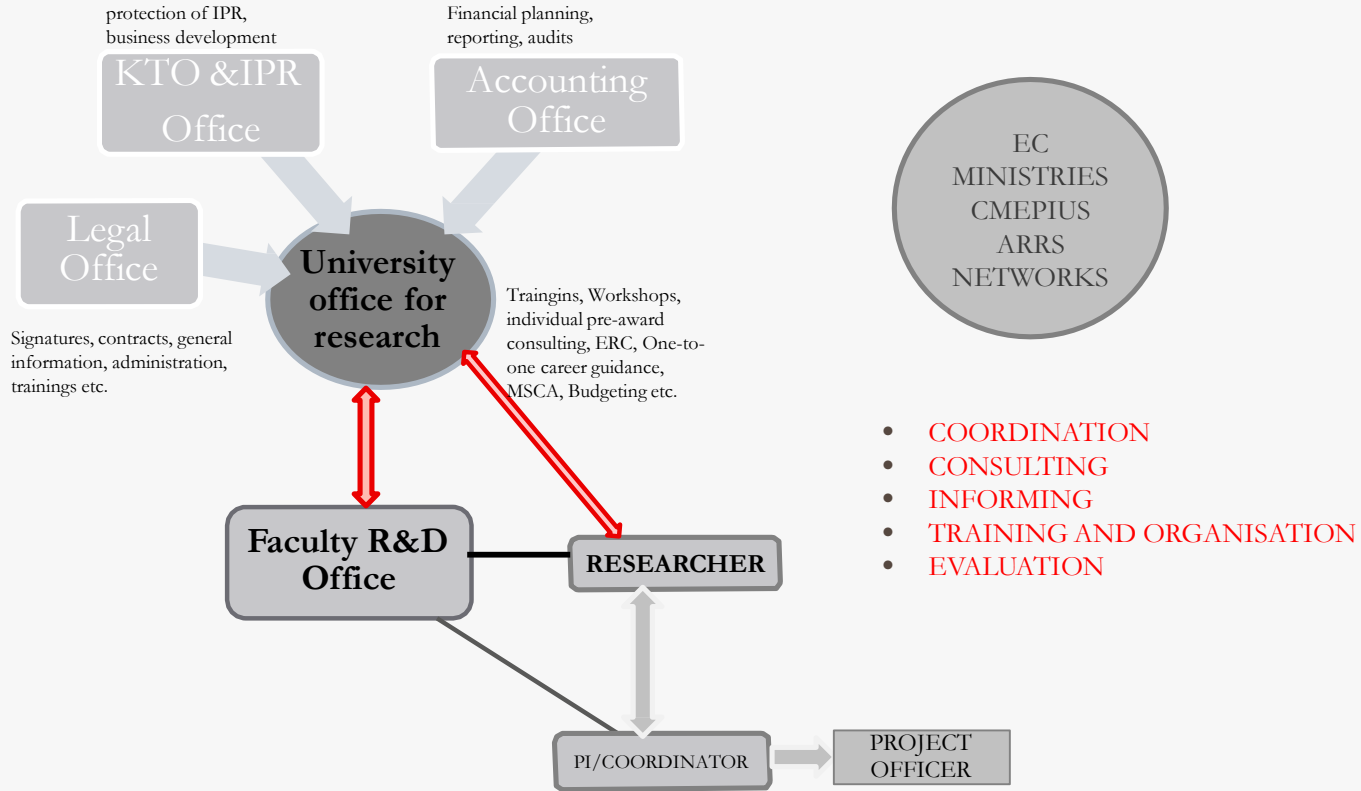 protection of IPR,
business development
KTO &IPR
Office
Financial planning,
reporting, audits
Accounting
Office
Legal
Office
Signatures, contracts, general
information, administration,
trainings etc.
University
office for
research
Traingins, Workshops,
individual pre-award
consulting, ERC, One-to-
one career guidance,
MSCA, Budgeting etc.
EC
MINISTRIES
CMEPIUS
ARRS
NETWORKS
• COORDINATION
• CONSULTING
• INFORMING
• TRAINING AND ORGANISATION
• EVALUATION
Faculty R&D
Office
RESEARCHER
PI/COORDINATOR
PROJECT
OFFICER